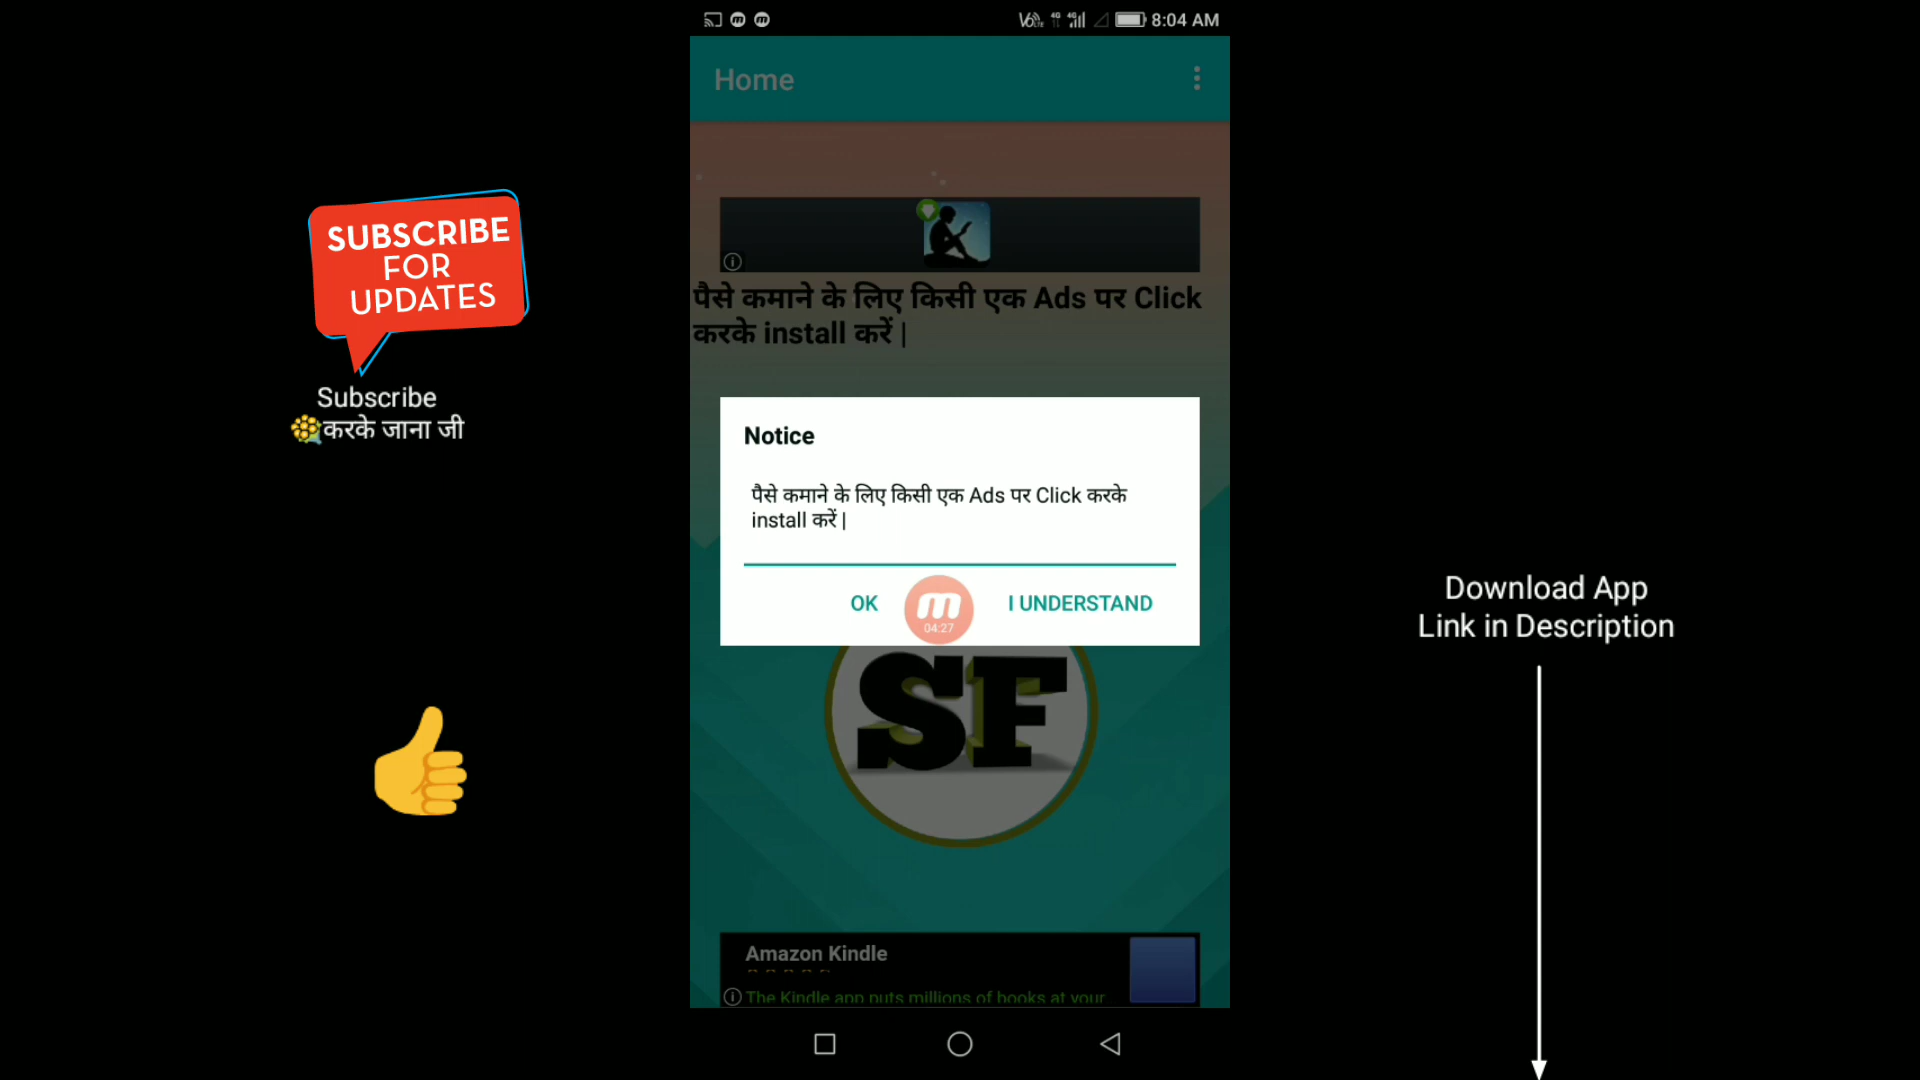 8:04 AM
Home
SUBSCRIBE
FOR
UPDATES
Subscribe
करके जाना जी
पैसे कमाने के लिए किसी एक Ads पर Click
करके install करें |
Notice
पैसे कमाने के लिए किसी एक Ads पर Click करके
install करें |
OK
04:27
I UNDERSTAND
SF
Download App
Link in Description
Amazon Kindle
The Kindle app puts millions of books at your